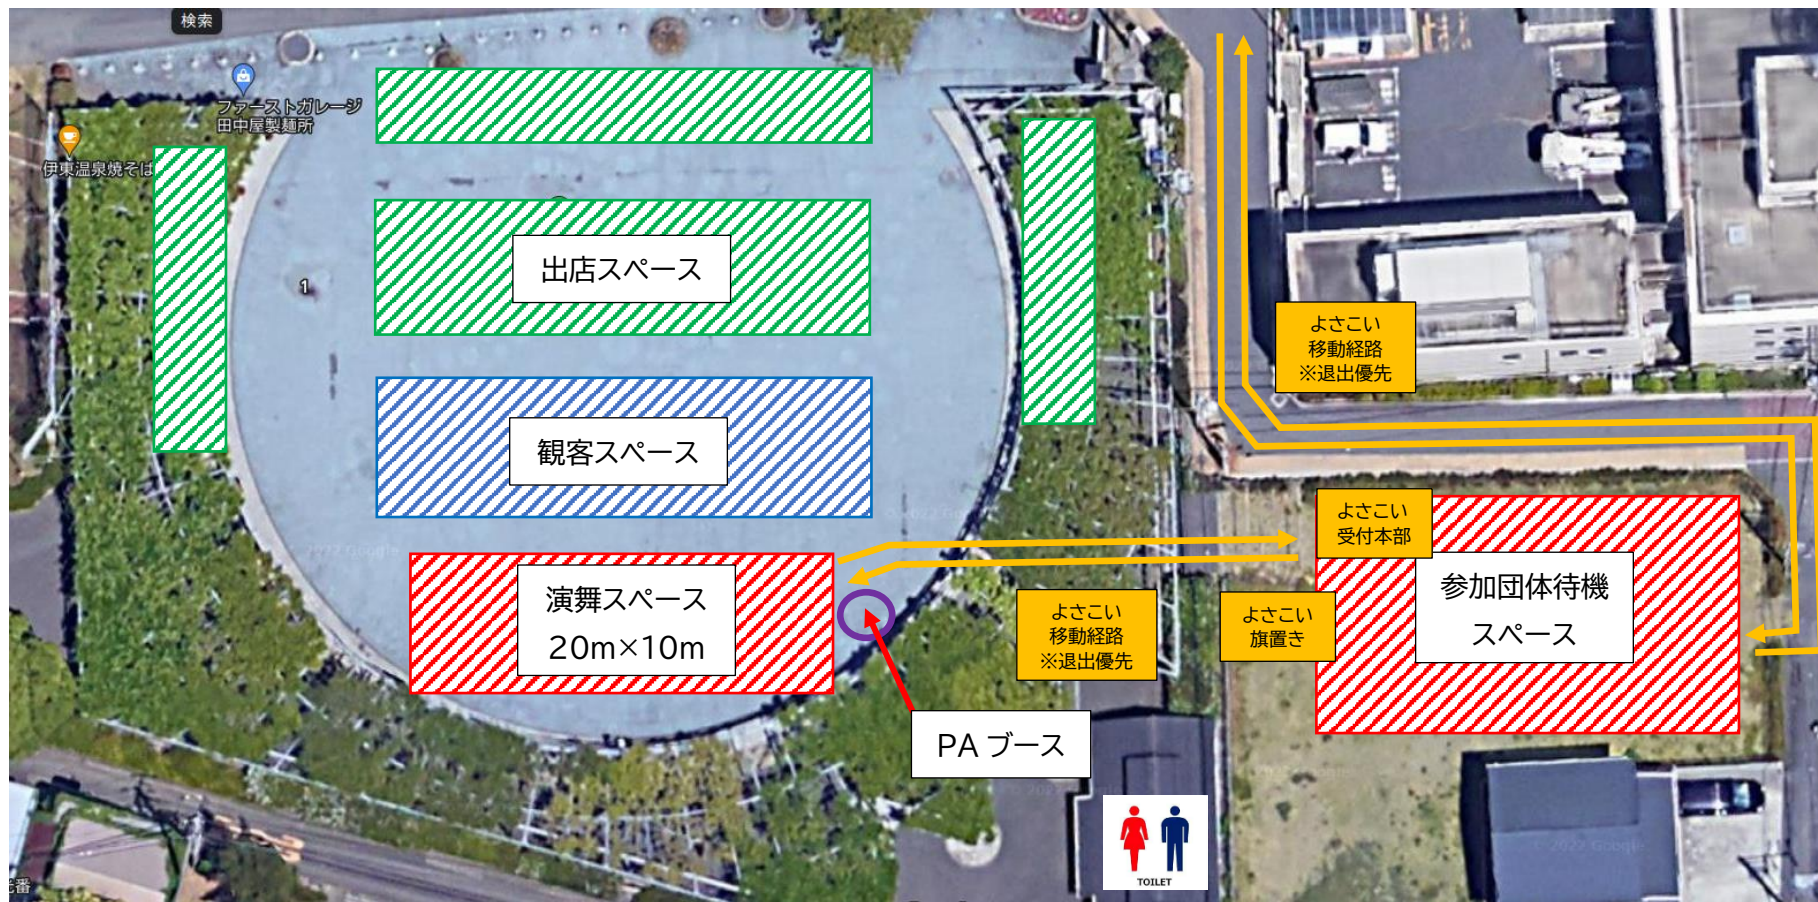 検索
ファーストガレージ
田中屋製麺所
伊東温泉焼そば
1
出店スペース
よさこい
移動経路
※退出優先
観客スペース
よさこい
受付本部
演舞スペース
20m×10m
参加団体待機
スペース
よさこい
移動経路
※退出優先
よさこい
旗置き
PA ブース
TOILET
© 2022 Google
2022 Google